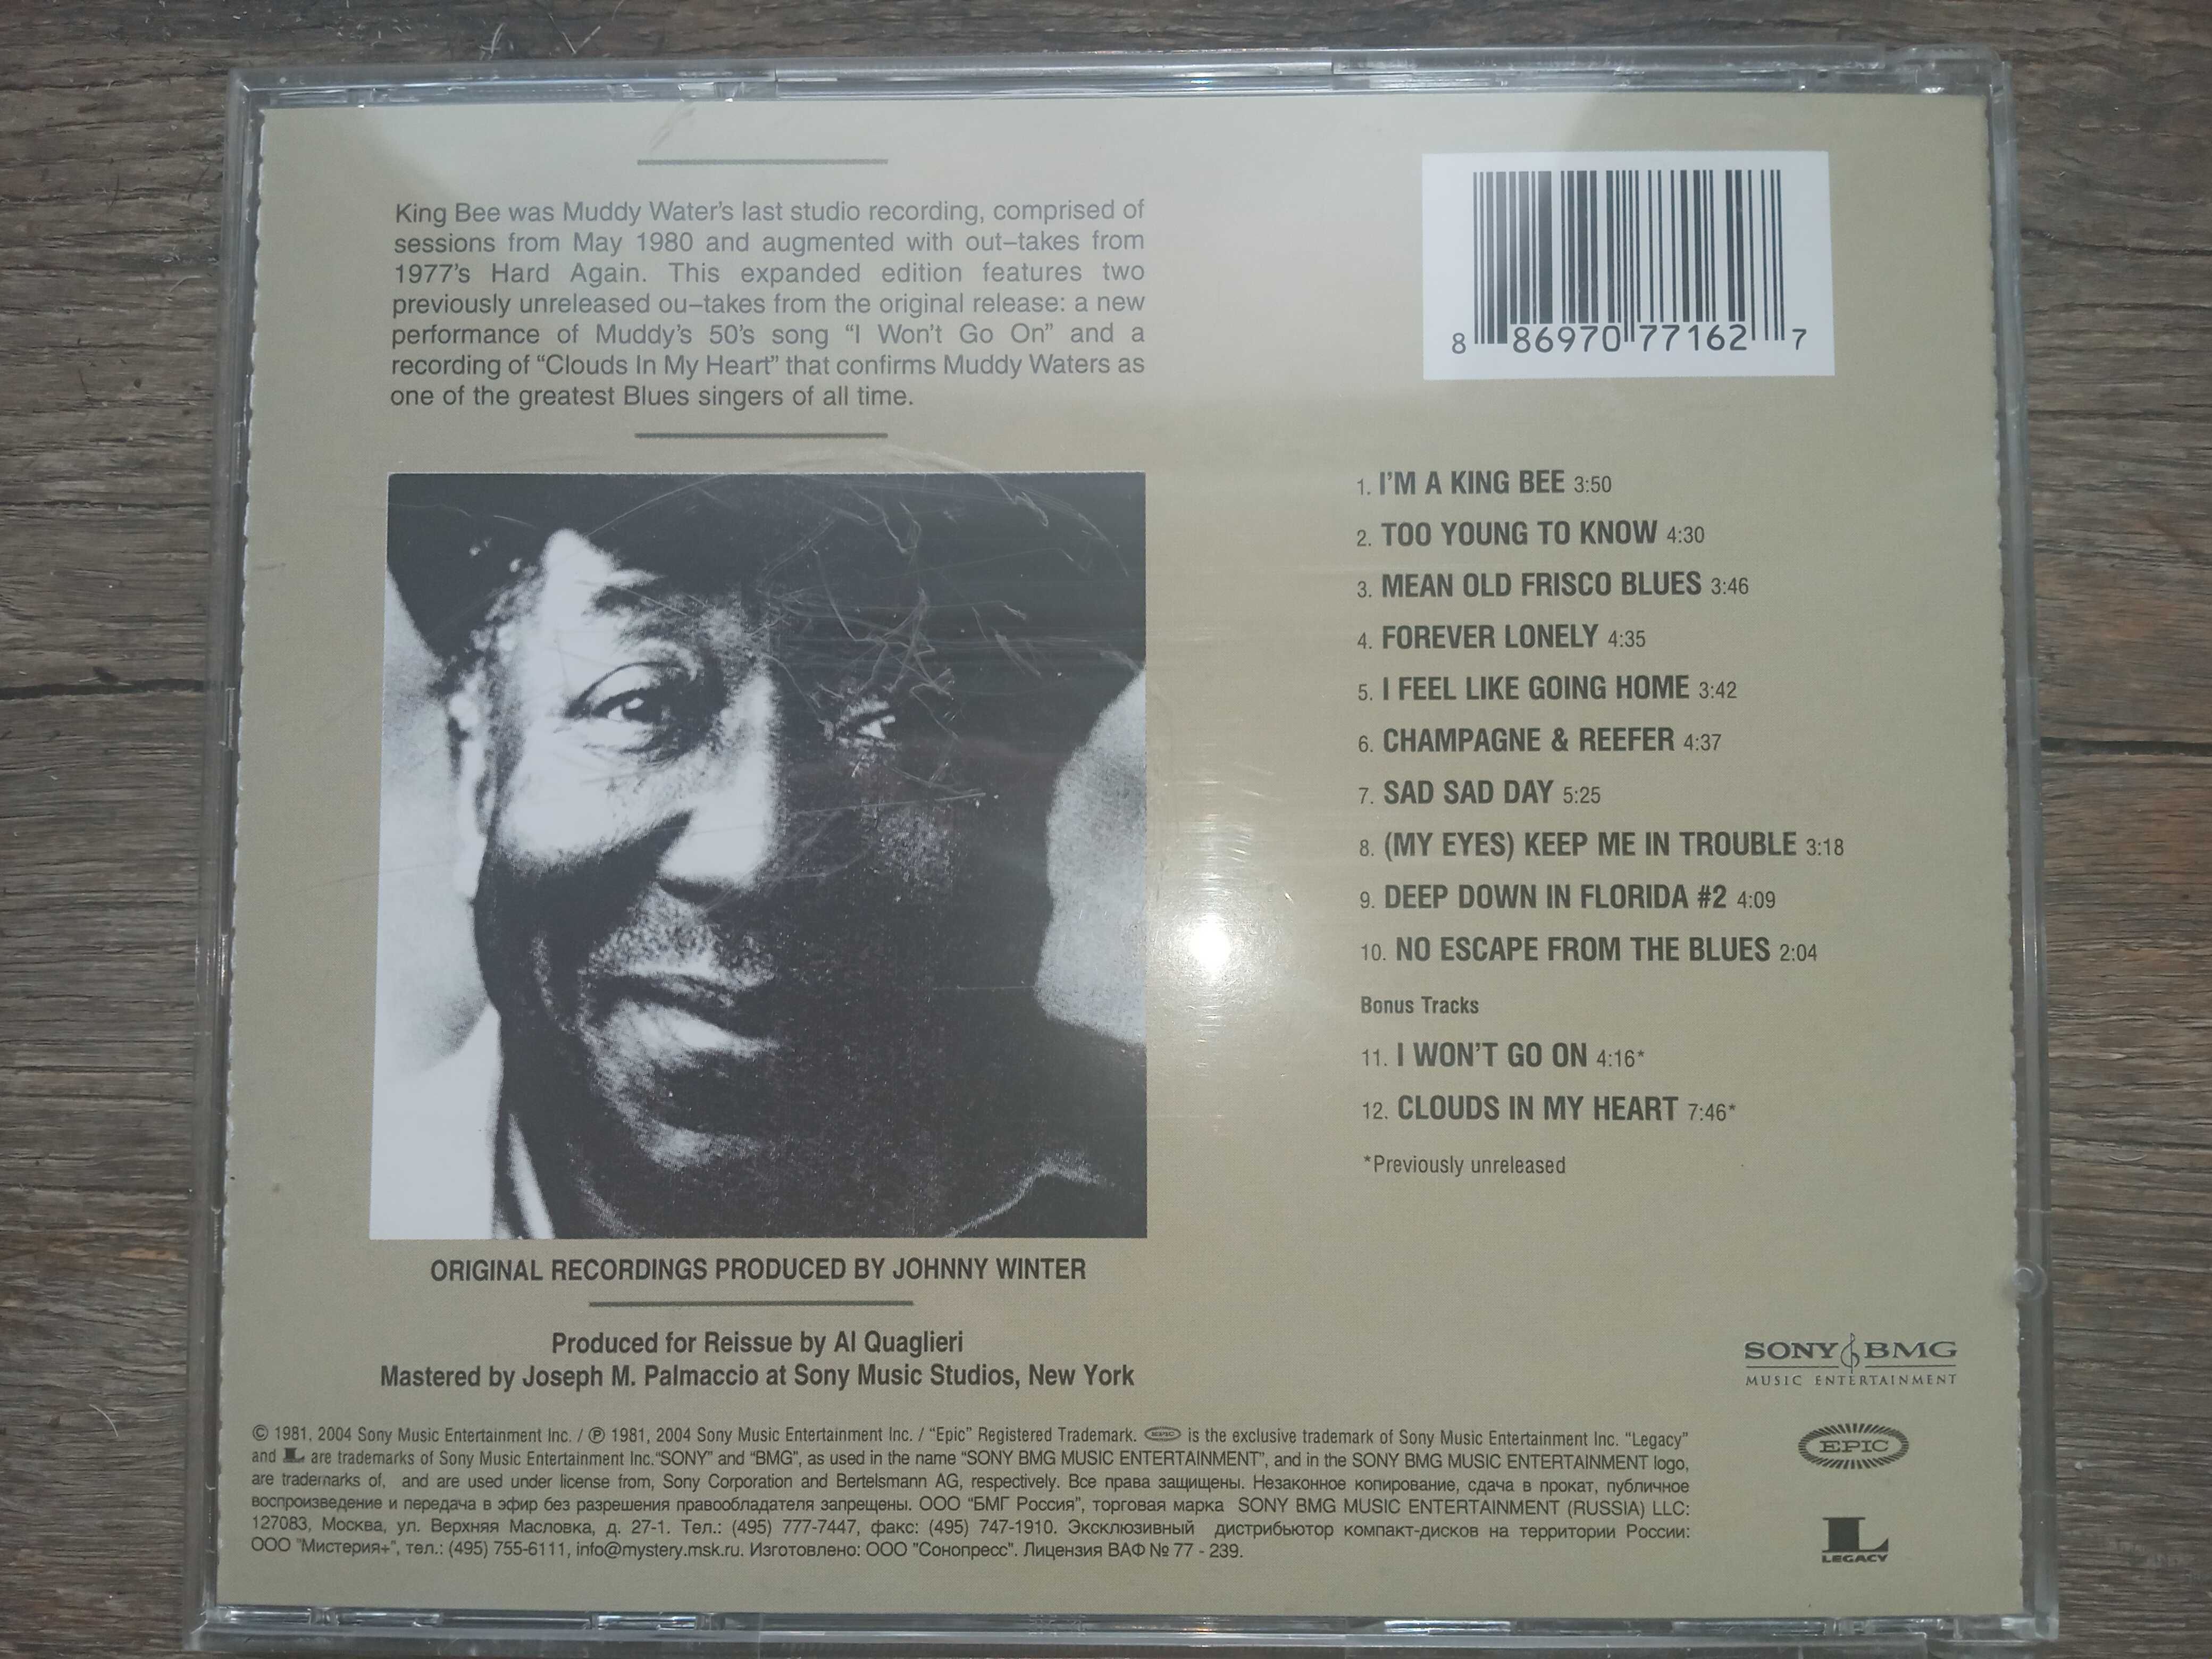 King Bee was Muddy Water's last studio recording, comprised of
sessions from May 1980 and augmented with out–takes from
1977's Hard Again. This expanded edition features two
previously unreleased ou–takes from the original release: a new
performance of Muddy's 50's song “I Won't Go On” and a
recording of “Clouds In My Heart” that confirms Muddy Waters as
one of the greatest Blues singers of all time.
8 86970 77162 7
1. I'M A KING BEE 3:50
2. TOO YOUNG TO KNOW 4:30
3. MEAN OLD FRISCO BLUES 3:46
4. FOREVER LONELY 4:35
5. I FEEL LIKE GOING HOME 3:42
6. CHAMPAGNE & REEFER 4:37
7. SAD SAD DAY 5:25
8. (MY EYES) KEEP ME IN TROUBLE 3:18
9. DEEP DOWN IN FLORIDA #2 4:09
10. NO ESCAPE FROM THE BLUES 2:04
Bonus Tracks
11. I WON'T GO ON 4:16*
12. CLOUDS IN MY HEART 7:46*
*Previously unreleased
ORIGINAL RECORDINGS PRODUCED BY JOHNNY WINTER
Produced for Reissue by Al Quaglieri
Mastered by Joseph M. Palmaccio at Sony Music Studios, New York
SONY BMG
MUSIC ENTERTAINMENT
EPIC
L
LEGACY
© 1981, 2004 Sony Music Entertainment Inc. / ℗ 1981, 2004 Sony Music Entertainment Inc. / “Epic” Registered Trademark. EPIC is the exclusive trademark of Sony Music Entertainment Inc. “Legacy”
and L are trademarks of Sony Music Entertainment Inc.“SONY” and “BMG”, as used in the name “SONY BMG MUSIC ENTERTAINMENT”, and in the SONY BMG MUSIC ENTERTAINMENT logo,
are trademarks of, and are used under license from, Sony Corporation and Bertelsmann AG, respectively. Все права защищены. Незаконное копирование, сдача в прокат, публичное
воспроизведение и передача в эфир без разрешения правообладателя запрещены. ООО “БМГ Россия”, торговая марка SONY BMG MUSIC ENTERTAINMENT (RUSSIA) LLC:
127083, Москва, ул. Верхняя Масловка, д. 27-1. Тел.: (495) 777-7447, факс: (495) 747-1910. Эксклюзивный дистрибьютор компакт-дисков на территории России:
ООО "Мистерия+", тел.: (495) 755-6111, info@mystery.msk.ru. Изготовлено: ООО "Сонопресс". Лицензия ВАФ № 77 - 239.